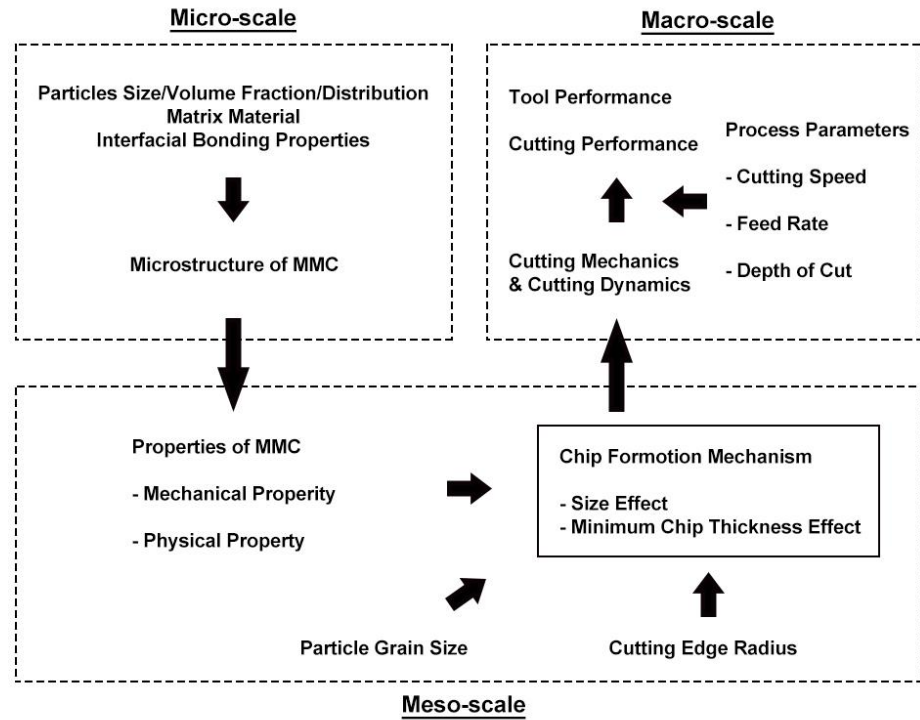 Micro-scale
Particles Size/Volume Fraction/Distribution
Matrix Material
Interfacial Bonding Properties
Microstructure of MMC
Macro-scale
Tool Performance
Cutting Performance
Process Parameters
- Cutting Speed
- Feed Rate
- Depth of Cut
Cutting Mechanics
& Cutting Dynamics
Properties of MMC
- Mechanical Properity
- Physical Property
Chip Formotion Mechanism
- Size Effect
- Minimum Chip Thickness Effect
Particle Grain Size
Cutting Edge Radius
Meso-scale